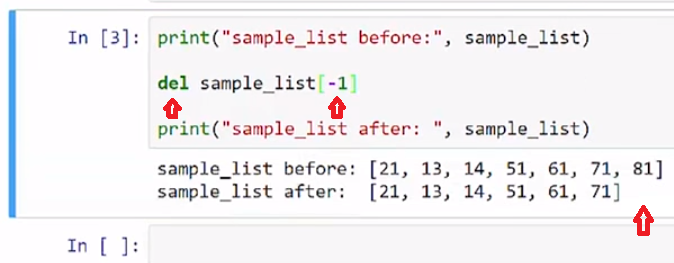 In [3]: print("sample_list before:", sample_list)
del sample_list[-1]
print("sample_list after: ", sample_list)
sample_list before: [21, 13, 14, 51, 61, 71, 81]
sample_list after:  [21, 13, 14, 51, 61, 71]
In [ ]: